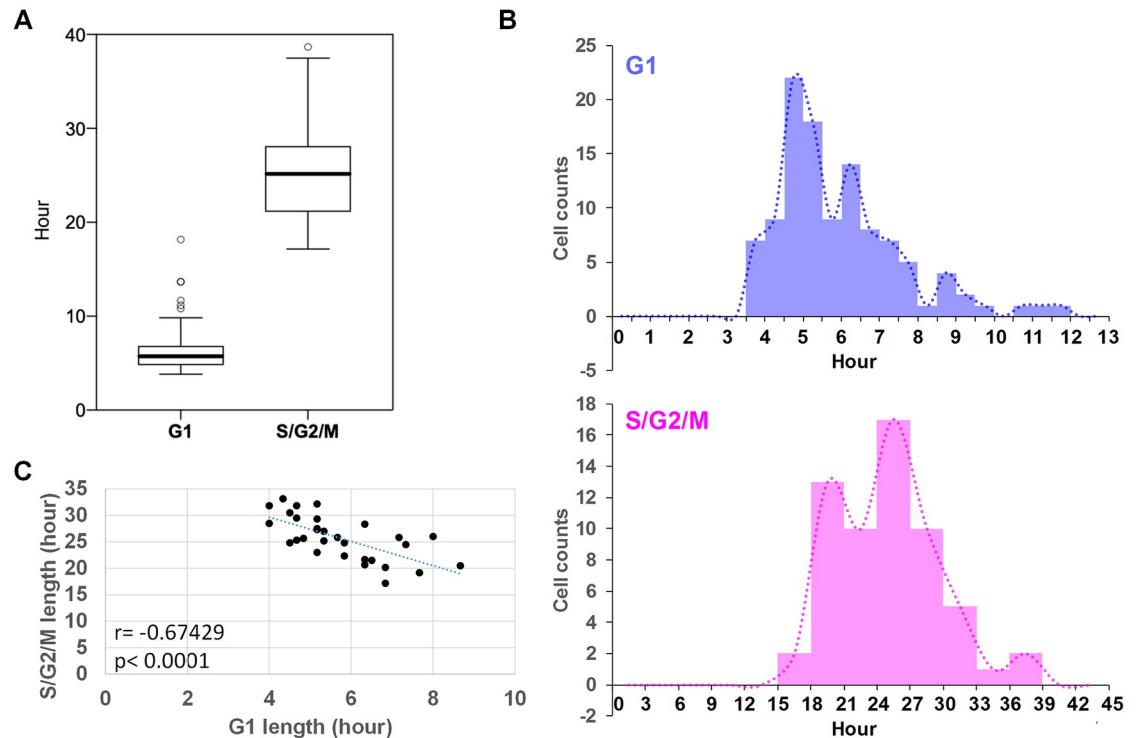 A
40
30
20
10
0
Hour
G1
S/G2/M
B
25
20
15
10
5
0
-5
Cell counts
G1
0 1 2 3 4 5 6 7 8 9 10 11 12 13
Hour
18
16
14
12
10
8
6
4
2
0
-2
Cell counts
S/G2/M
0 3 6 9 12 15 18 21 24 27 30 33 36 39 42 45
Hour
C
35
30
25
20
15
10
5
0
S/G2/M length (hour)
r= -0.67429
p< 0.0001
0 2 4 6 8 10
G1 length (hour)